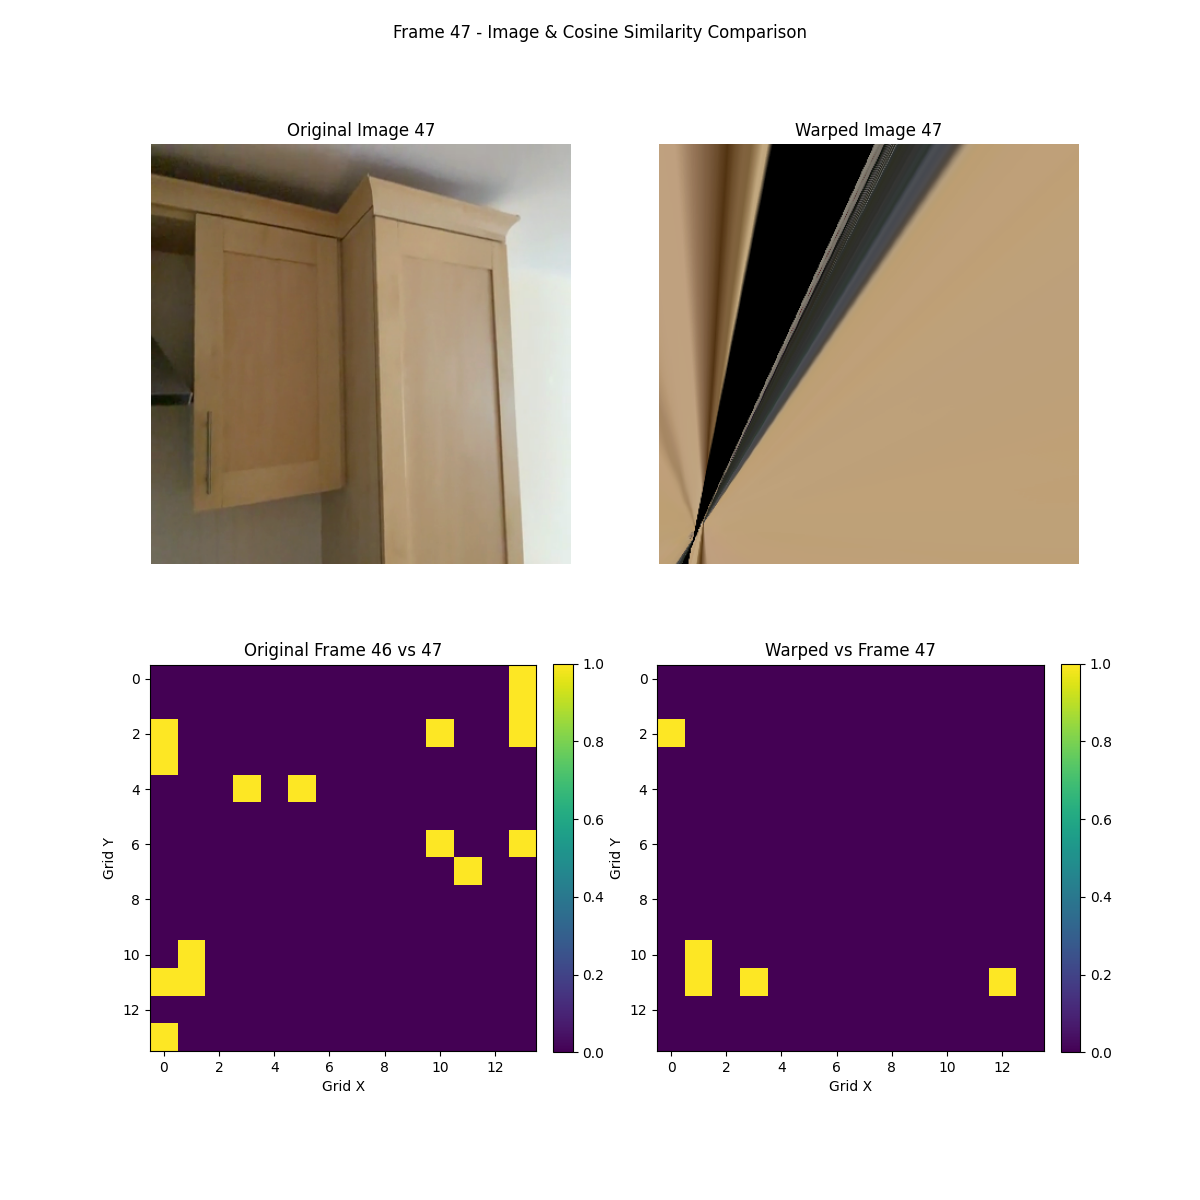 Frame 47 - Image & Cosine Similarity Comparison
Original Image 47
Warped Image 47
Original Frame 46 vs 47
Warped vs Frame 47
0
2
4
6
8
10
12
Grid Y
0 2 4 6 8 10 12
Grid X
1.0
0.8
0.6
0.4
0.2
0.0
0
2
4
6
8
10
12
Grid Y
0 2 4 6 8 10 12
Grid X
1.0
0.8
0.6
0.4
0.2
0.0